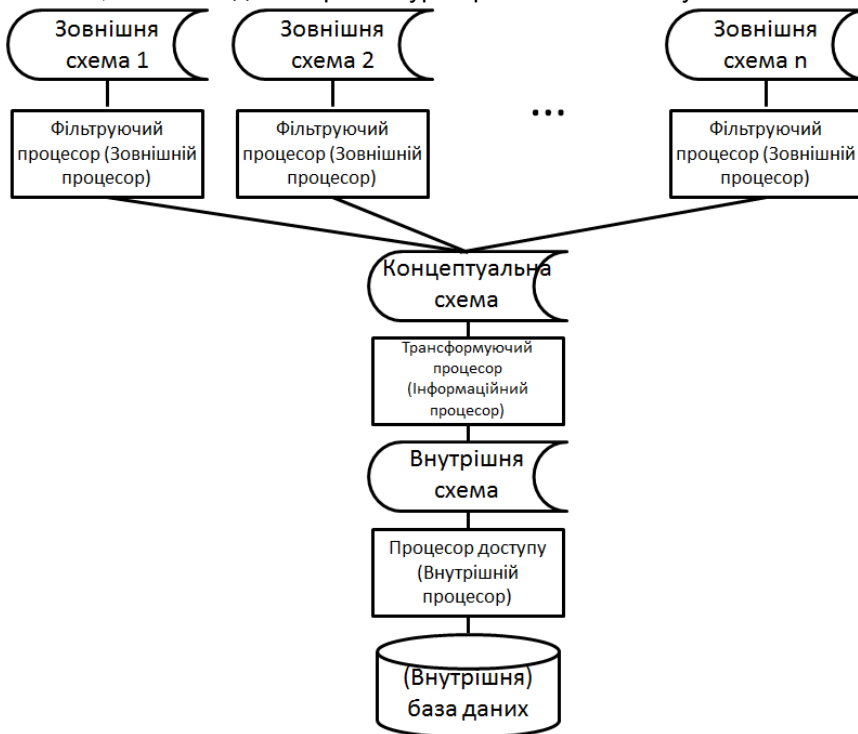 Зовнішня
схема 1
Зовнішня
схема 2
Зовнішня
схема n
...
Фільтруючий
процесор (Зовнішній
процесор)
Фільтруючий
процесор (Зовнішній
процесор)
Фільтруючий
процесор (Зовнішній
процесор)
Концептуальна
схема
Трансформуючий
процесор
(Інформаційний
процесор)
Внутрішня
схема
Процесор доступу
(Внутрішній
процесор)
(Внутрішня)
база даних